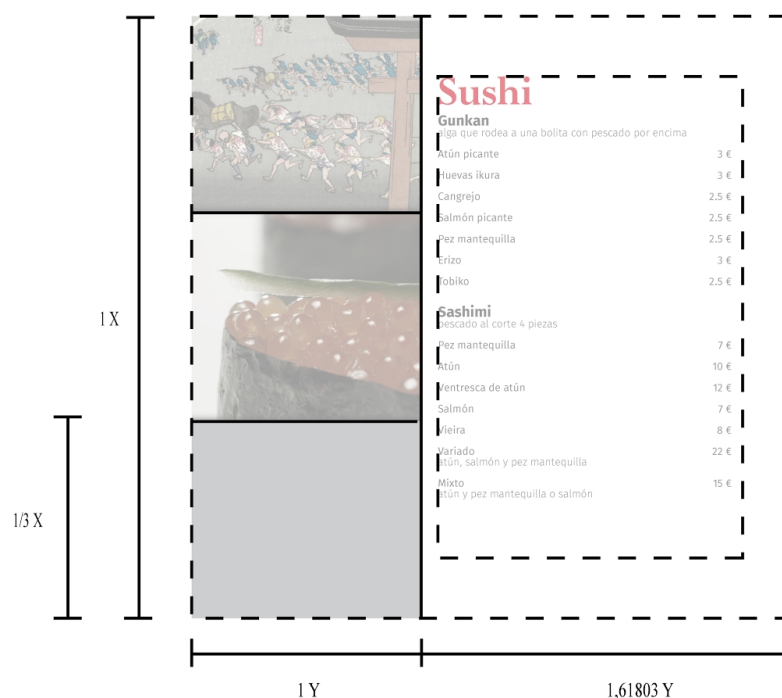 Sushi
Gunkan
alga que rodea a una bolita con pescado por encima
Atún picante 3 €
Huevas ikura 3 €
Cangrejo 2.5 €
Salmón picante 2.5 €
Pez mantequilla 2.5 €
Erizo 3 €
Tobiko 2.5 €
Sashimi
pescado al corte 4 piezas
Pez mantequilla 7 €
Atún 10 €
Ventresca de atún 12 €
Salmón 7 €
Vieira 8 €
Variado 22 €
atún, salmón y pez mantequilla
Mixto 15 €
atún y pez mantequilla o salmón
1 X
1/3 X
1 Y
1,61803 Y